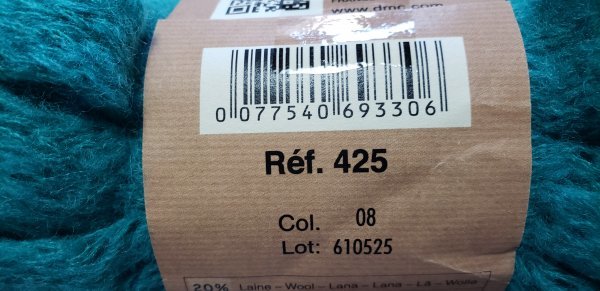 www.dmc.com
0 077540 693306
Réf. 425
Col. 08
Lot: 610525
20% Laine – Wool – Lana – Lana – Lã – Wolle